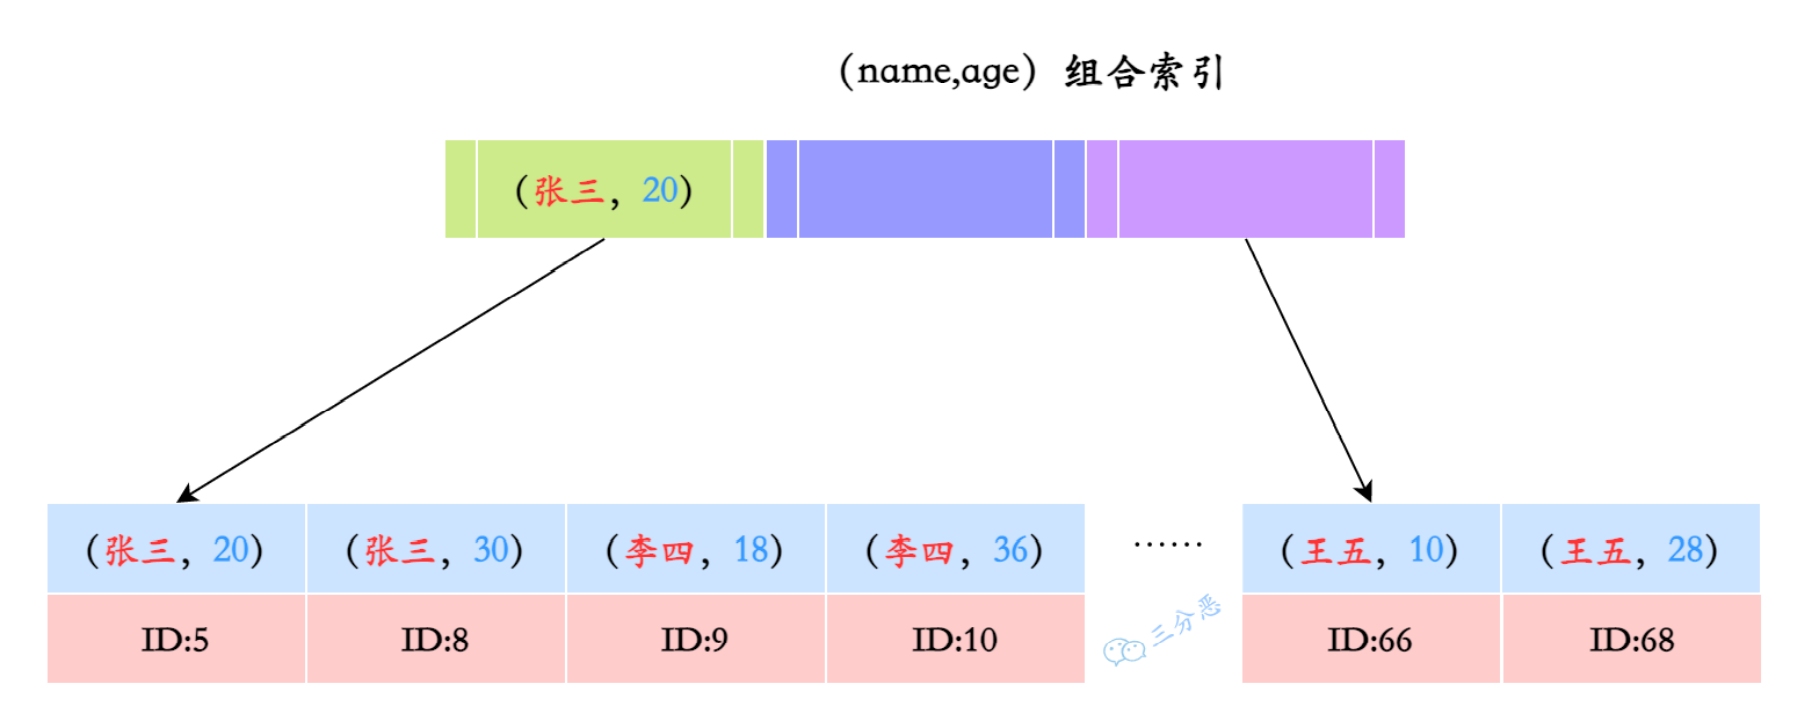 （name,age）组合索引
（张三，20）
（张三，20） （张三，30） （李四，18） （李四，36） …… （王五，10） （王五，28）
ID:5 ID:8 ID:9 ID:10 三分恶 ID:66 ID:68